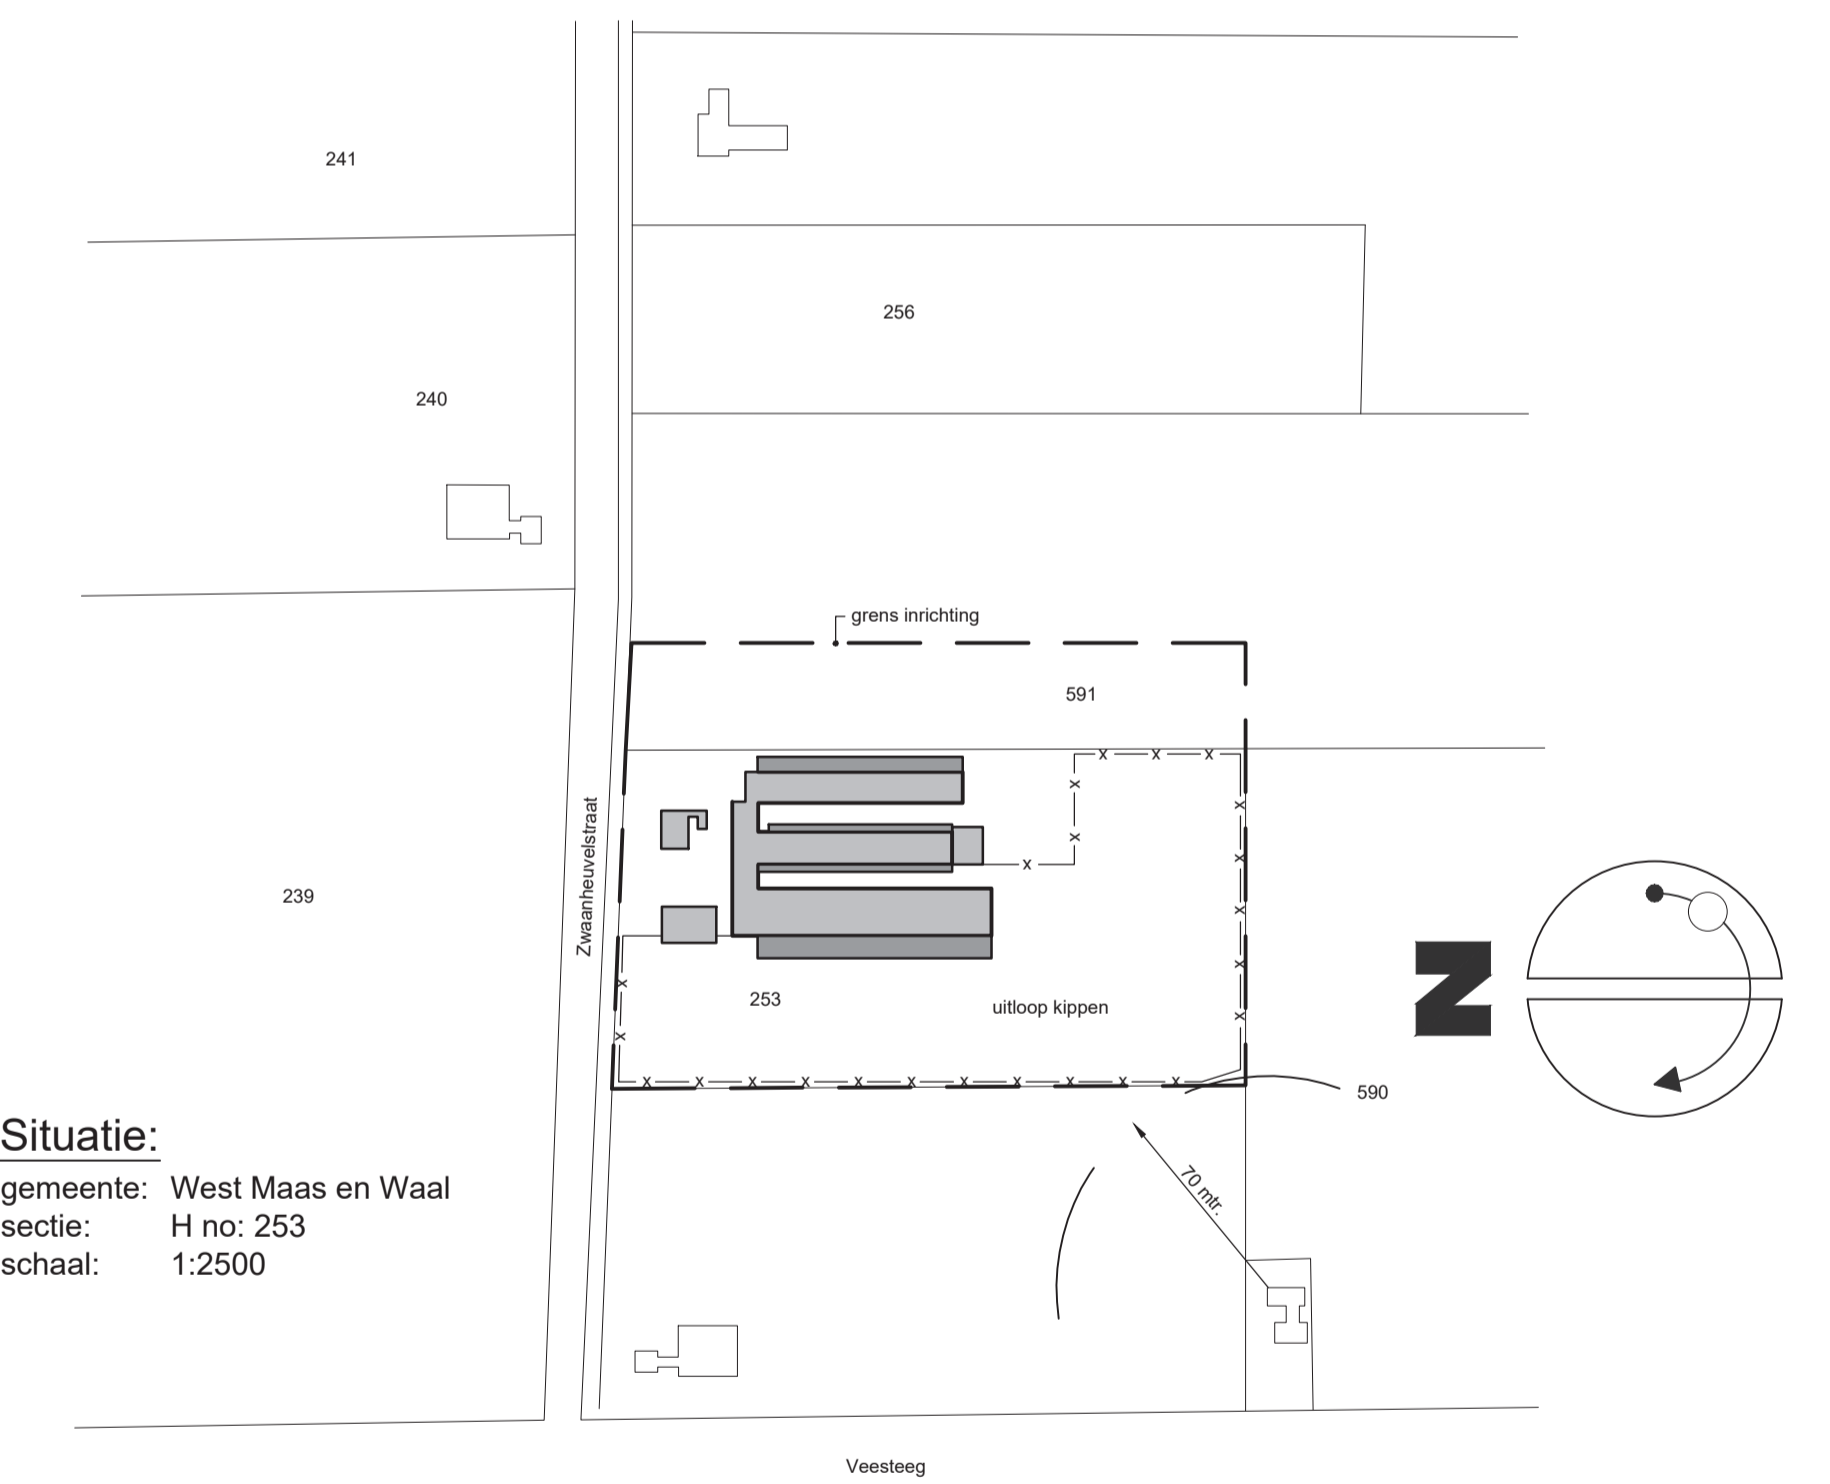 241
256
240
grens inrichting
591
Zwaanheuvelstraat
239
253
uitloop kippen
N
590
70 mtr.
Situatie:
gemeente: West Maas en Waal
sectie: H no: 253
schaal: 1:2500
Veesteeg